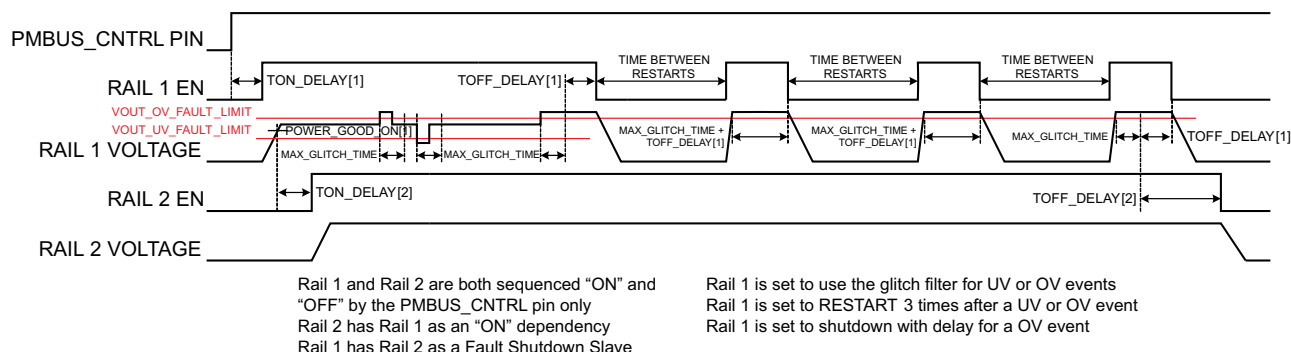 PMBUS_CNTRL PIN
RAIL 1 EN
TON_DELAY[1]
TOFF_DELAY[1]
TIME BETWEEN
RESTARTS
TIME BETWEEN
RESTARTS
TIME BETWEEN
RESTARTS
VOUT_OV_FAULT_LIMIT
VOUT_UV_FAULT_LIMIT
RAIL 1 VOLTAGE
POWER_GOOD_ON[1]
MAX_GLITCH_TIME
MAX_GLITCH_TIME
MAX_GLITCH_TIME +
TOFF_DELAY[1]
MAX_GLITCH_TIME +
TOFF_DELAY[1]
MAX_GLITCH_TIME
TOFF_DELAY[1]
RAIL 2 EN
TON_DELAY[2]
TOFF_DELAY[2]
RAIL 2 VOLTAGE
Rail 1 and Rail 2 are both sequenced “ON” and
“OFF” by the PMBUS_CNTRL pin only
Rail 2 has Rail 1 as an “ON” dependency
Rail 1 has Rail 2 as a Fault Shutdown Slave
Rail 1 is set to use the glitch filter for UV or OV events
Rail 1 is set to RESTART 3 times after a UV or OV event
Rail 1 is set to shutdown with delay for a OV event